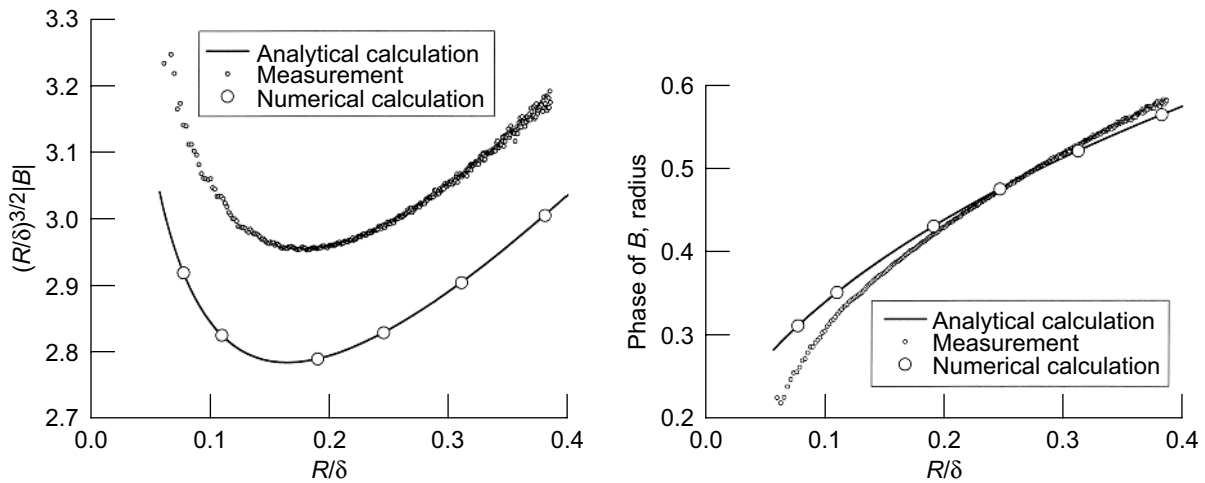 3.3
3.2
3.1
3.0
2.9
2.8
2.7
(R/δ)^3/2|B|
Analytical calculation
Measurement
Numerical calculation
0.0 0.1 0.2 0.3 0.4
R/δ
0.6
0.5
0.4
0.3
0.2
Phase of B, radius
Analytical calculation
Measurement
Numerical calculation
0.0 0.1 0.2 0.3 0.4
R/δ